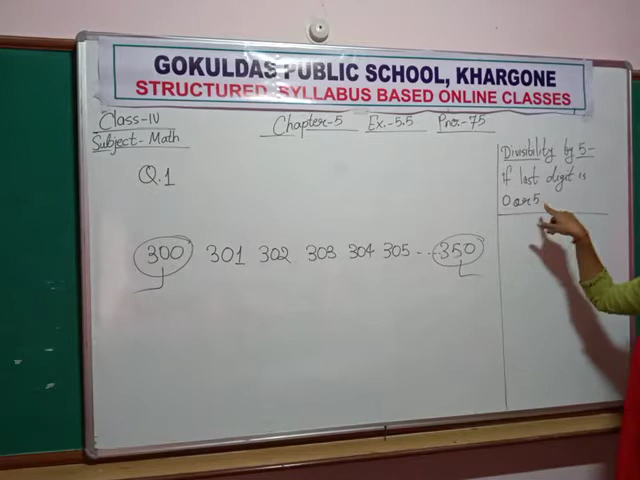 GOKULDAS PUBLIC SCHOOL, KHARGONE
STRUCTURED SYLLABUS BASED ONLINE CLASSES
Class-IV Chapter-5 Ex.-5.5 Pno.-75
Subject-Math
Q.1
300 301 302 303 304 305 ... 350
Divisibility by 5-
if last digit is
0 or 5